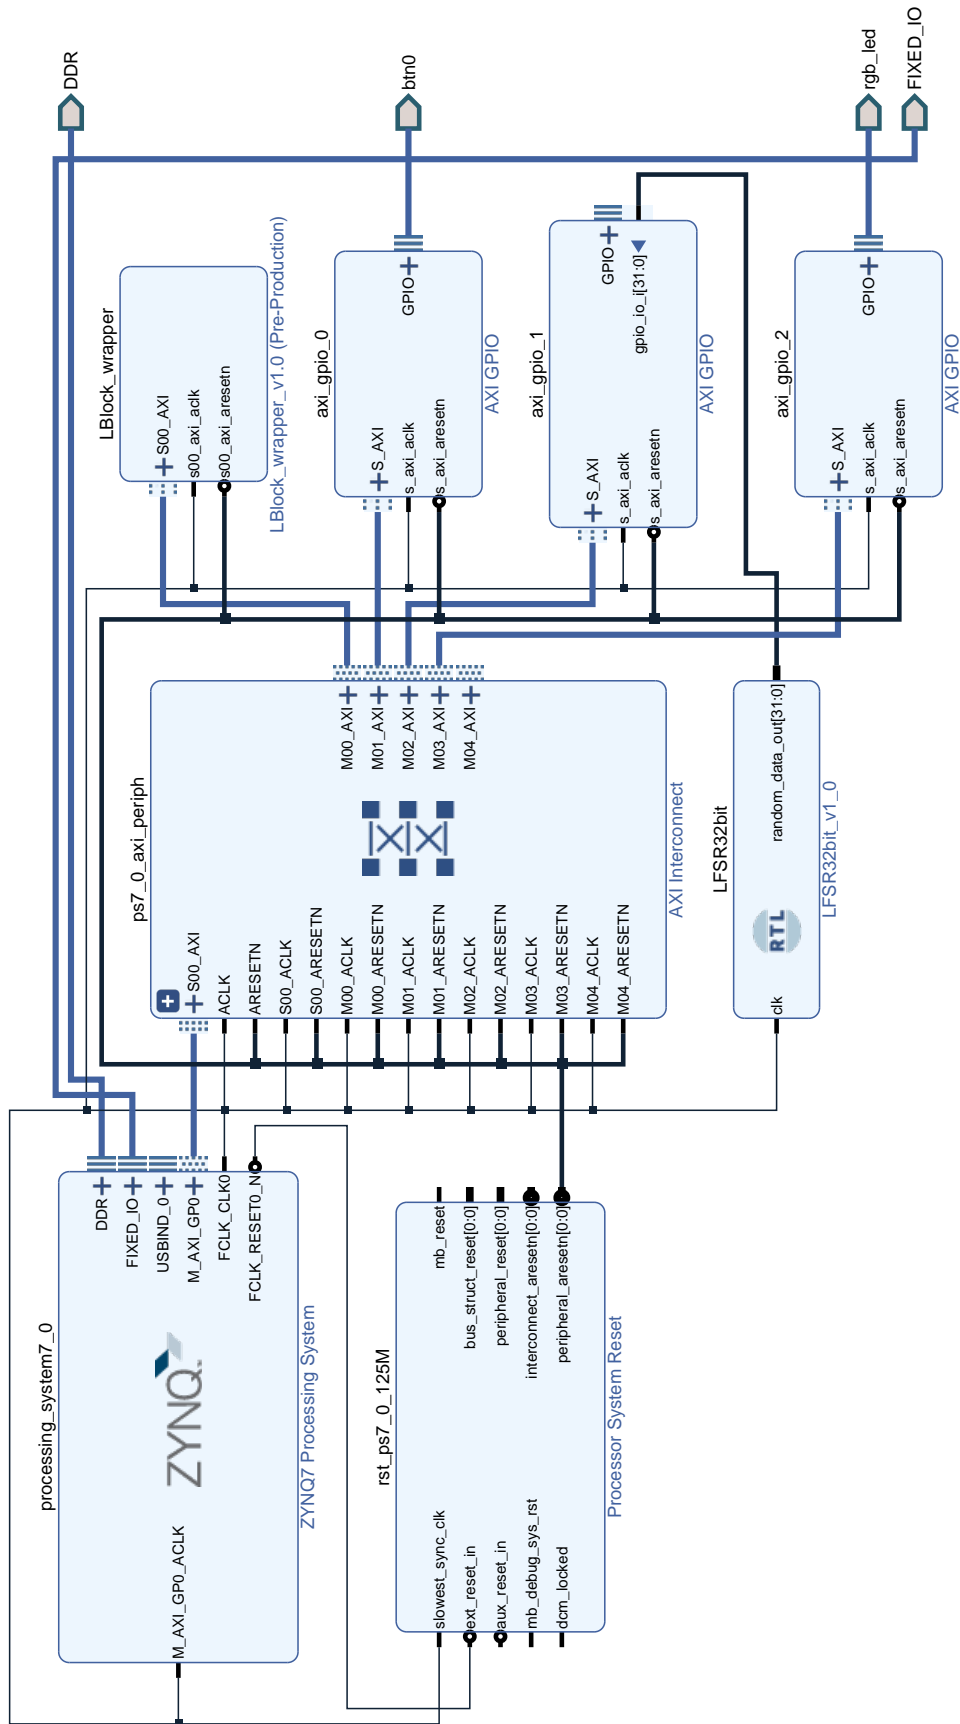 processing_system7_0
M_AXI_GP0_ACLK
ZYNQ
DDR
FIXED_IO
USBIND_0
M_AXI_GP0
FCLK_CLK0
FCLK_RESET0_N
ZYNQ7 Processing System
rst_ps7_0_125M
slowest_sync_clk
ext_reset_in
aux_reset_in
mb_debug_sys_rst
dcm_locked
mb_reset
bus_struct_reset[0:0]
peripheral_reset[0:0]
interconnect_aresetn[0:0]
peripheral_aresetn[0:0]
Processor System Reset
ps7_0_axi_periph
S00_AXI
ACLK
ARESETN
S00_ACLK
S00_ARESETN
M00_ACLK
M00_ARESETN
M01_ACLK
M01_ARESETN
M02_ACLK
M02_ARESETN
M03_ACLK
M03_ARESETN
M04_ACLK
M04_ARESETN
M00_AXI
M01_AXI
M02_AXI
M03_AXI
M04_AXI
AXI Interconnect
LFSR32bit
clk
RTL
random_data_out[31:0]
LFSR32bit_v1_0
LBlock_wrapper
S00_AXI
s00_axi_aclk
s00_axi_aresetn
LBlock_wrapper_v1.0 (Pre-Production)
axi_gpio_0
S_AXI
s_axi_aclk
s_axi_aresetn
GPIO
AXI GPIO
axi_gpio_1
S_AXI
s_axi_aclk
s_axi_aresetn
GPIO
gpio_io_i[31:0]
AXI GPIO
axi_gpio_2
S_AXI
s_axi_aclk
s_axi_aresetn
GPIO
AXI GPIO
DDR
btn0
rgb_led
FIXED_IO